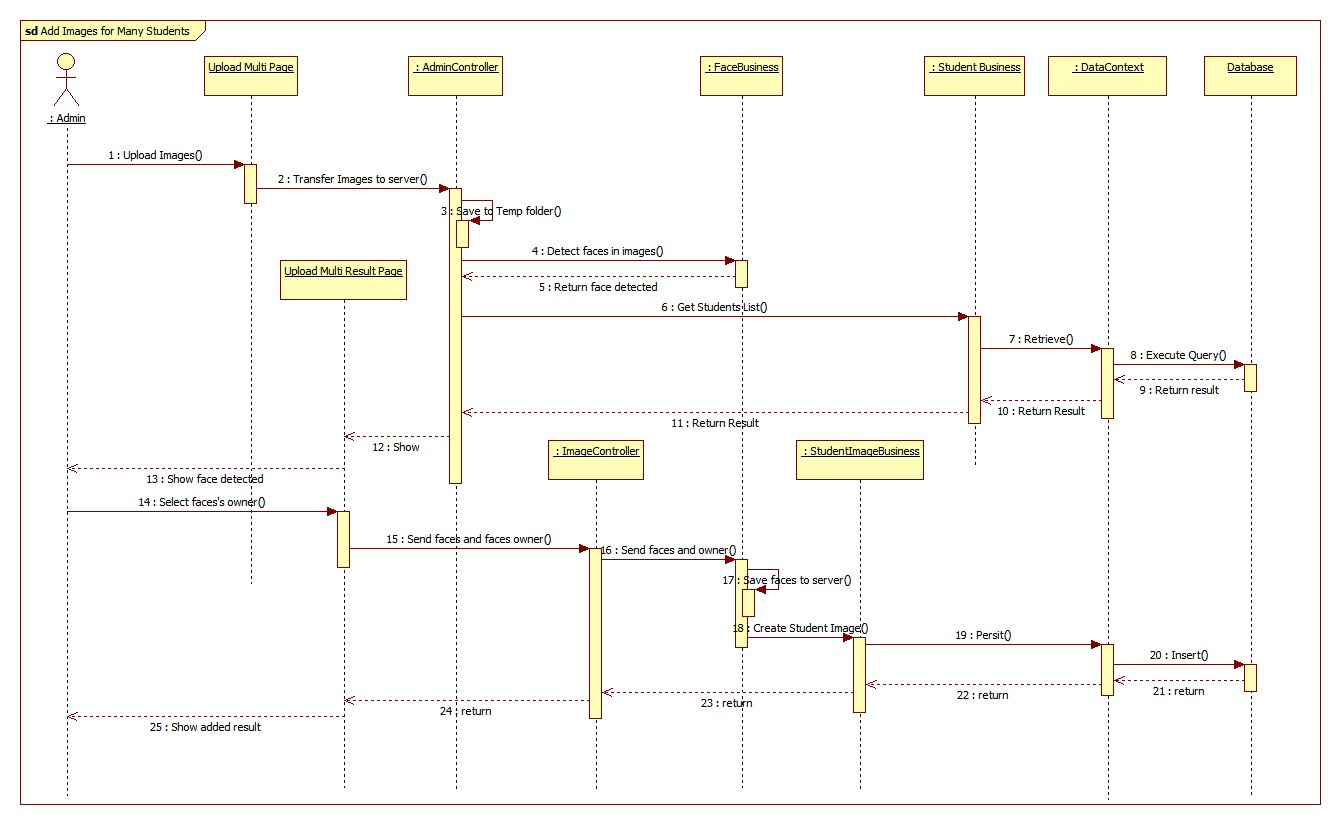 sd Add Images for Many Students
Upload Multi Page
: AdminController
: FaceBusiness
: Student Business
: DataContext
Database
: Admin
1 : Upload Images()
2 : Transfer Images to server()
3 : Save to Temp folder()
4 : Detect faces in images()
Upload Multi Result Page
5 : Return face detected
6 : Get Students List()
7 : Retrieve()
8 : Execute Query()
9 : Return result
10 : Return Result
11 : Return Result
12 : Show
: ImageController
: StudentImageBusiness
13 : Show face detected
14 : Select faces's owner()
15 : Send faces and faces owner()
16 : Send faces and owner()
17 : Save faces to server()
18 : Create Student Image()
19 : Persit()
20 : Insert()
21 : return
22 : return
23 : return
24 : return
25 : Show added result